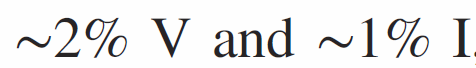 ~2% V and ~1% I